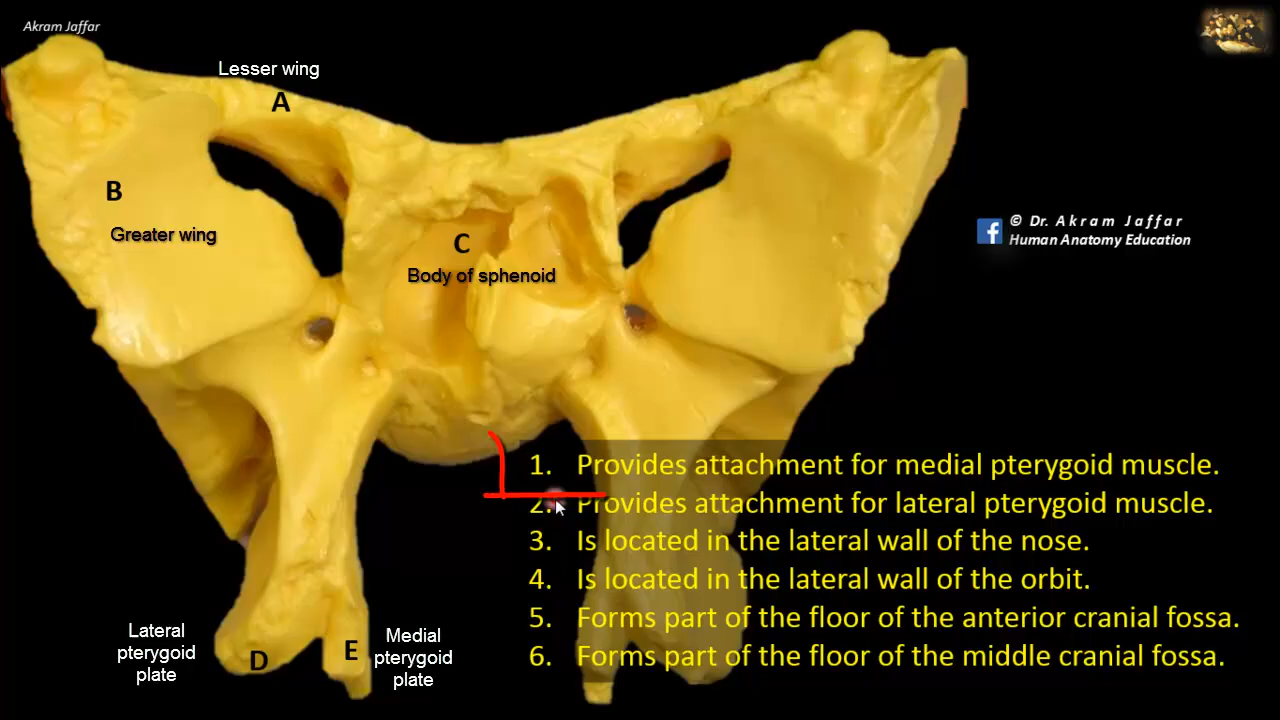 Akram Jaffar
Lesser wing
A
B
Greater wing
C
Body of sphenoid
© Dr. Akram Jaffar
Human Anatomy Education
1. Provides attachment for medial pterygoid muscle.
2. Provides attachment for lateral pterygoid muscle.
3. Is located in the lateral wall of the nose.
4. Is located in the lateral wall of the orbit.
5. Forms part of the floor of the anterior cranial fossa.
6. Forms part of the floor of the middle cranial fossa.
Lateral
pterygoid
plate
D
E
Medial
pterygoid
plate